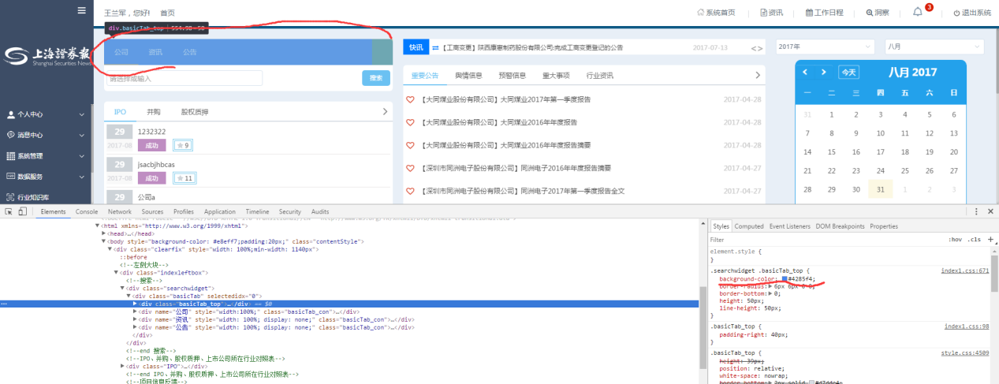 王兰军，您好! 首页
系统首页 资讯 工作日程 洞察 3 退出系统
div.basicTab_top 554.98×50
上海證券報
Shanghai Securities News
个人中心
消息中心
系统管理
数据服务
行业知识库
公司 资讯 公告
请选择或输入 搜索
IPO 并购 股权质押
29 1232322
2017-08 成功 9
29 jsacbjhbcas
2017-08 成功 11
29 公司a
快讯 【工商变更】陕西康惠制药股份有限公司:完成工商变更登记的公告 2017-07-13 < >
重要公告 舆情信息 预警信息 重大事项 行业资讯
【大同煤业股份有限公司】大同煤业2017年第一季度报告 2017-04-28
【大同煤业股份有限公司】大同煤业2016年年度报告 2017-04-28
【大同煤业股份有限公司】大同煤业2016年年度报告摘要 2017-04-28
【深圳市同洲电子股份有限公司】同洲电子2016年年度报告摘要 2017-04-27
【深圳市同洲电子股份有限公司】同洲电子2017年第一季度报告全文 2017-04-27
2017年 八月
今天 八月 2017
一 二 三 四 五 六 日
31 1 2 3 4 5 6
7 8 9 10 11 12 13
14 15 16 17 18 19 20
21 22 23 24 25 26 27
28 29 30 31 1 2 3
Elements Console Network Sources Profiles Application Timeline Security Audits
<html xmlns="http://www.w3.org/1999/xhtml">
<head>…</head>
<body style="background-color: #e8eff7;padding:20px;" class="contentStyle">
<div class="clearfix" style="width: 100%;min-width: 1140px">
::before
<!--左侧大块-->
<div class="indexleftbox">
<!--搜索-->
<div class="searchwidget">
<div class="basicTab" selectedidx="0">
<div class="basicTab_top">…</div> == $0
<div name="公司" style="width:100%;" class="basicTab_con">…</div>
<div name="资讯" style="width: 100%; display: none;" class="basicTab_con">…</div>
<div name="公告" style="width: 100%; display: none;" class="basicTab_con">…</div>
</div>
</div>
<!--end 搜索-->
<!--IPO、并购、股权质押、上市公司所在行业对照表-->
<div class="IPO">…</div>
<!--end IPO、并购、股权质押、上市公司所在行业对照表-->
<!--项目信息反馈-->
Styles Computed Event Listeners DOM Breakpoints Properties
Filter :hov .cls +
element.style {
}
.searchwidget .basicTab_top { index1.css:671
background-color: #4285f4;
border-radius: 6px 6px 0 0;
border-bottom: 0;
height: 50px;
line-height: 50px;
}
.basicTab_top { index1.css:98
padding-right: 40px;
}
.basicTab_top { style.css:4509
height: 39px;
position: relative;
white-space: nowrap;
border-bottom: 2px solid #d7dde4;